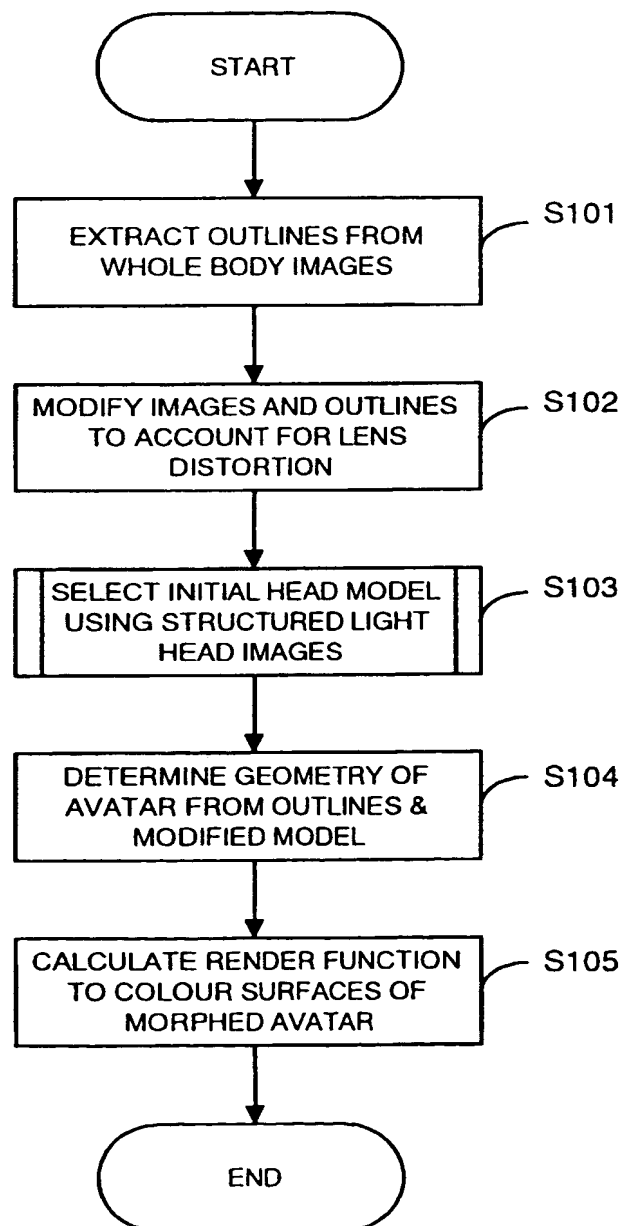 START
EXTRACT OUTLINES FROM
WHOLE BODY IMAGES
S101
MODIFY IMAGES AND OUTLINES
TO ACCOUNT FOR LENS
DISTORTION
S102
SELECT INITIAL HEAD MODEL
USING STRUCTURED LIGHT
HEAD IMAGES
S103
DETERMINE GEOMETRY OF
AVATAR FROM OUTLINES &
MODIFIED MODEL
S104
CALCULATE RENDER FUNCTION
TO COLOUR SURFACES OF
MORPHED AVATAR
S105
END